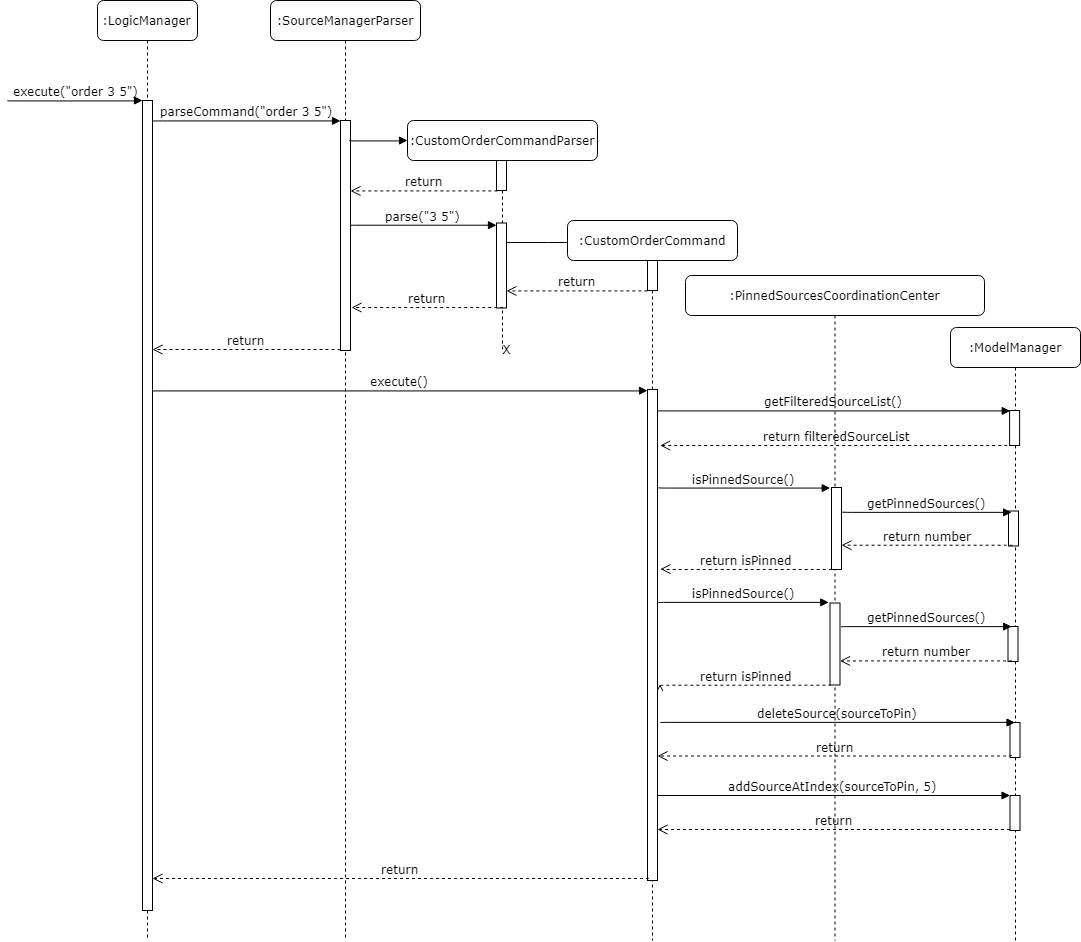 :LogicManager
:SourceManagerParser
execute("order 3 5")
parseCommand("order 3 5")
:CustomOrderCommandParser
return
parse("3 5")
:CustomOrderCommand
return
:PinnedSourcesCoordinationCenter
return
return
X
:ModelManager
execute()
getFilteredSourceList()
return filteredSourceList
isPinnedSource()
getPinnedSources()
return number
return isPinned
isPinnedSource()
getPinnedSources()
return number
return isPinned
deleteSource(sourceToPin)
return
addSourceAtIndex(sourceToPin, 5)
return
return